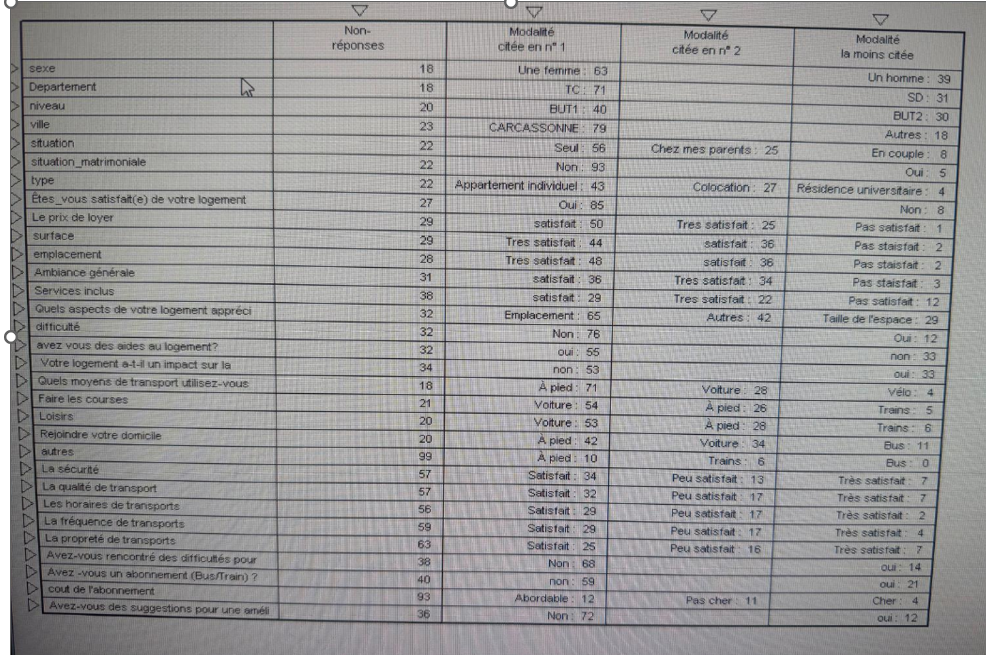 Non-réponses Modalité citée en n° 1 Modalité citée en n° 2 Modalité la moins citée
sexe 18 Une femme : 63 Un homme : 39
Departement 18 TC : 71 SD : 31
niveau 20 BUT1 : 40 BUT2 : 30
ville 23 CARCASSONNE : 79 Autres : 18
situation 22 Seul : 56 Chez mes parents : 25 En couple : 8
situation_matrimoniale 22 Non : 93 Oui : 5
type 22 Appartement individuel : 43 Colocation : 27 Résidence universitaire : 4
Êtes_vous satisfait(e) de votre logement 27 Oui : 85 Non : 8
Le prix de loyer 29 satisfait : 50 Tres satisfait : 25 Pas satisfait : 1
surface 29 Tres satisfait : 44 satisfait : 36 Pas staisfait : 2
emplacement 28 Tres satisfait : 48 satisfait : 36 Pas staisfait : 2
Ambiance générale 31 satisfait : 36 Tres satisfait : 34 Pas staisfait : 3
Services inclus 38 satisfait : 29 Tres satisfait : 22 Pas satisfait : 12
Quels aspects de votre logement appréci 32 Emplacement : 65 Autres : 42 Taille de l'espace : 29
difficulté 32 Non : 76 Oui : 12
avez vous des aides au logement? 32 oui : 55 non : 33
Votre logement a-t-il un impact sur la 34 non : 53 oui : 33
Quels moyens de transport utilisez-vous 18 À pied : 71 Voiture : 28 Vélo : 4
Faire les courses 21 Voiture : 54 À pied : 26 Trains : 5
Loisirs 20 Voiture : 53 À pied : 28 Trains : 6
Rejoindre votre domicile 20 À pied : 42 Voiture : 34 Bus : 11
autres 99 À pied : 10 Trains : 6 Bus : 0
La sécurité 57 Satisfait : 34 Peu satisfait : 13 Très satisfait : 7
La qualité de transport 57 Satisfait : 32 Peu satisfait : 17 Très satisfait : 7
Les horaires de transports 56 Satisfait : 29 Peu satisfait : 17 Très satisfait : 2
La fréquence de transports 59 Satisfait : 29 Peu satisfait : 17 Très satisfait : 4
La propreté de transports 63 Satisfait : 25 Peu satisfait : 16 Très satisfait : 7
Avez-vous rencontré des difficultés pour 38 Non : 68 oui : 14
Avez -vous un abonnement (Bus/Train) ? 40 non : 59 oui : 21
cout de l'abonnement 93 Abordable : 12 Pas cher : 11 Cher : 4
Avez-vous des suggestions pour une améli 36 Non : 72 oui : 12